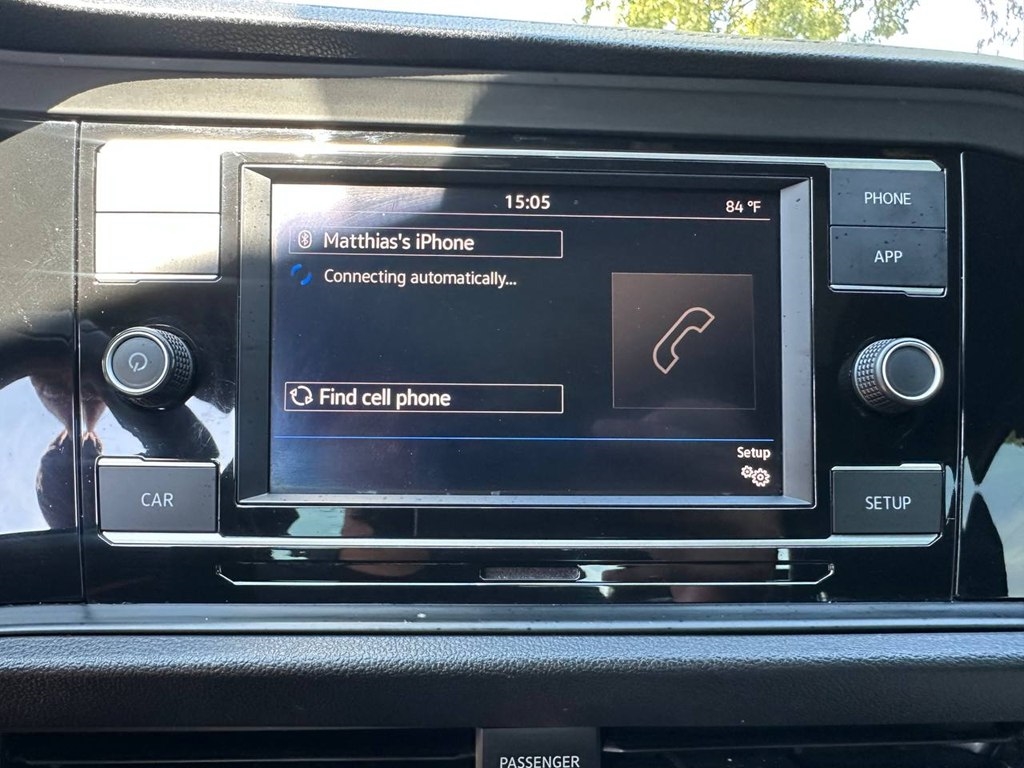 15:05
84 °F
Matthias's iPhone
Connecting automatically...
Find cell phone
Setup
PHONE
APP
CAR
SETUP
PASSENGER